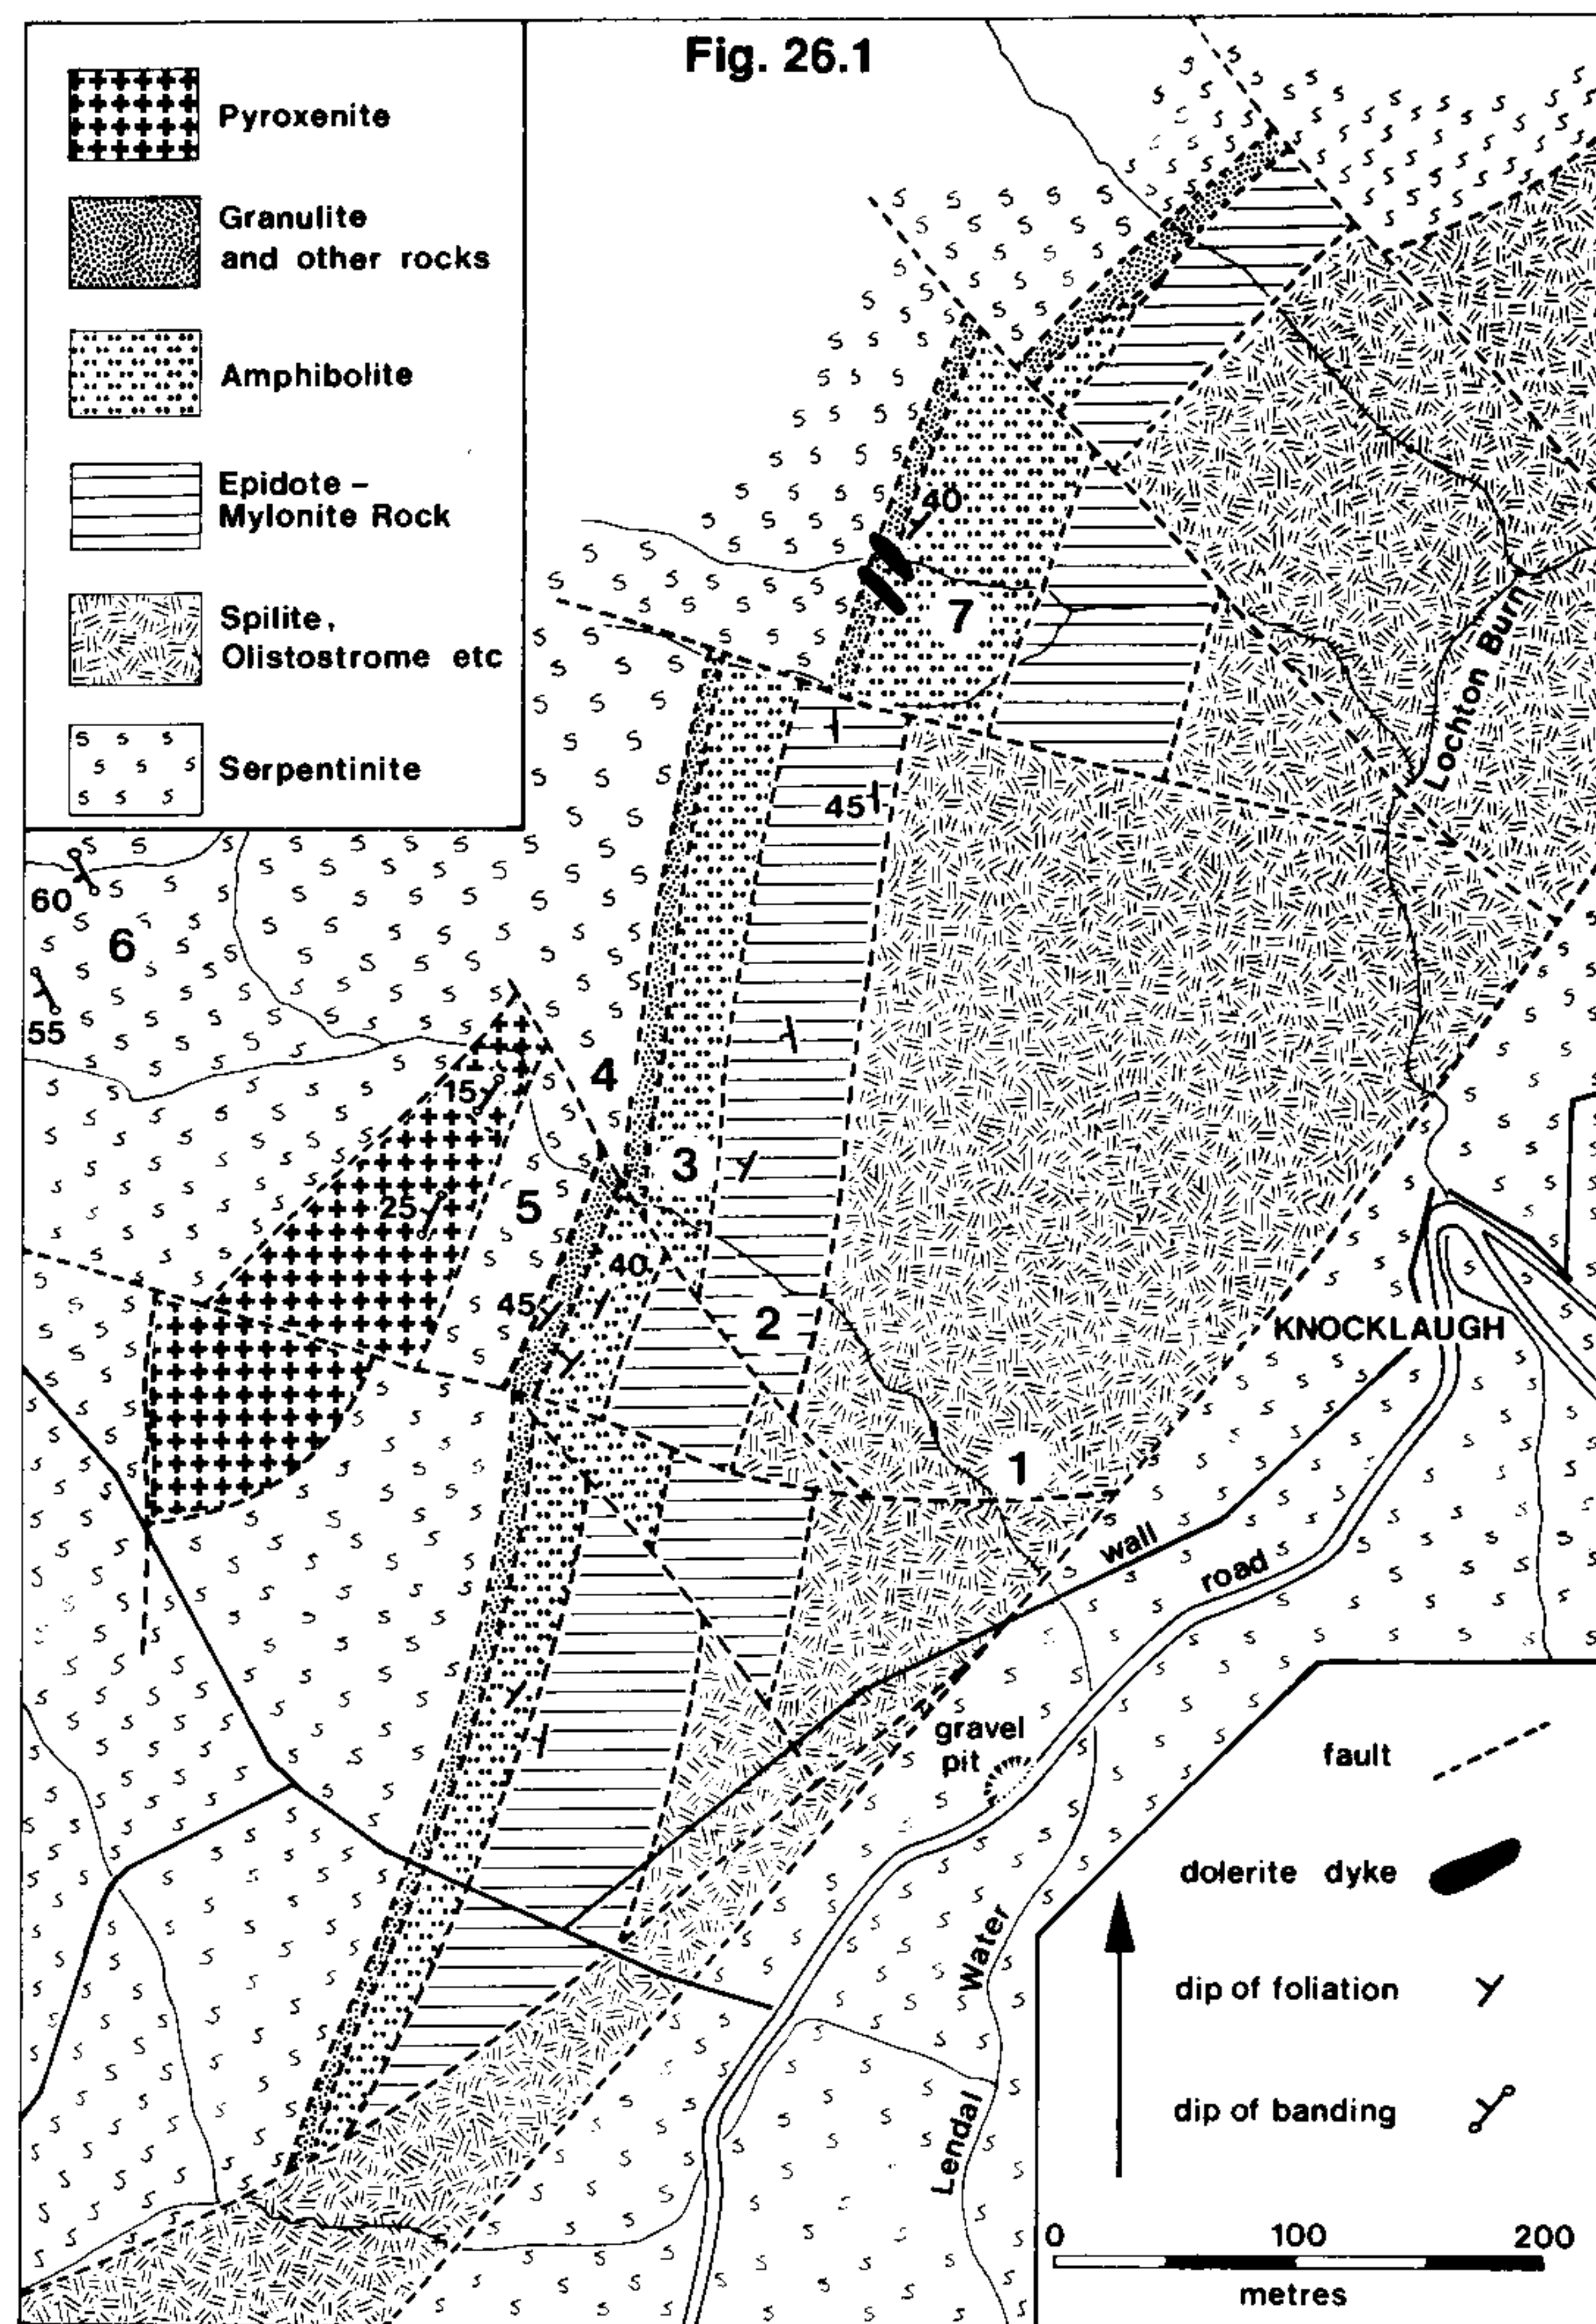 Fig. 26.1
Pyroxenite
Granulite
and other rocks
Amphibolite
Epidote –
Mylonite Rock
Spilite,
Olistostrome etc
Serpentinite
40
7
Lochton Burn
45
60
6
55
4
15
3
25
5
40
45
2
KNOCKLAUGH
1
wall
road
gravel
pit
Lendal Water
fault
dolerite dyke
dip of foliation
dip of banding
0 100 200
metres